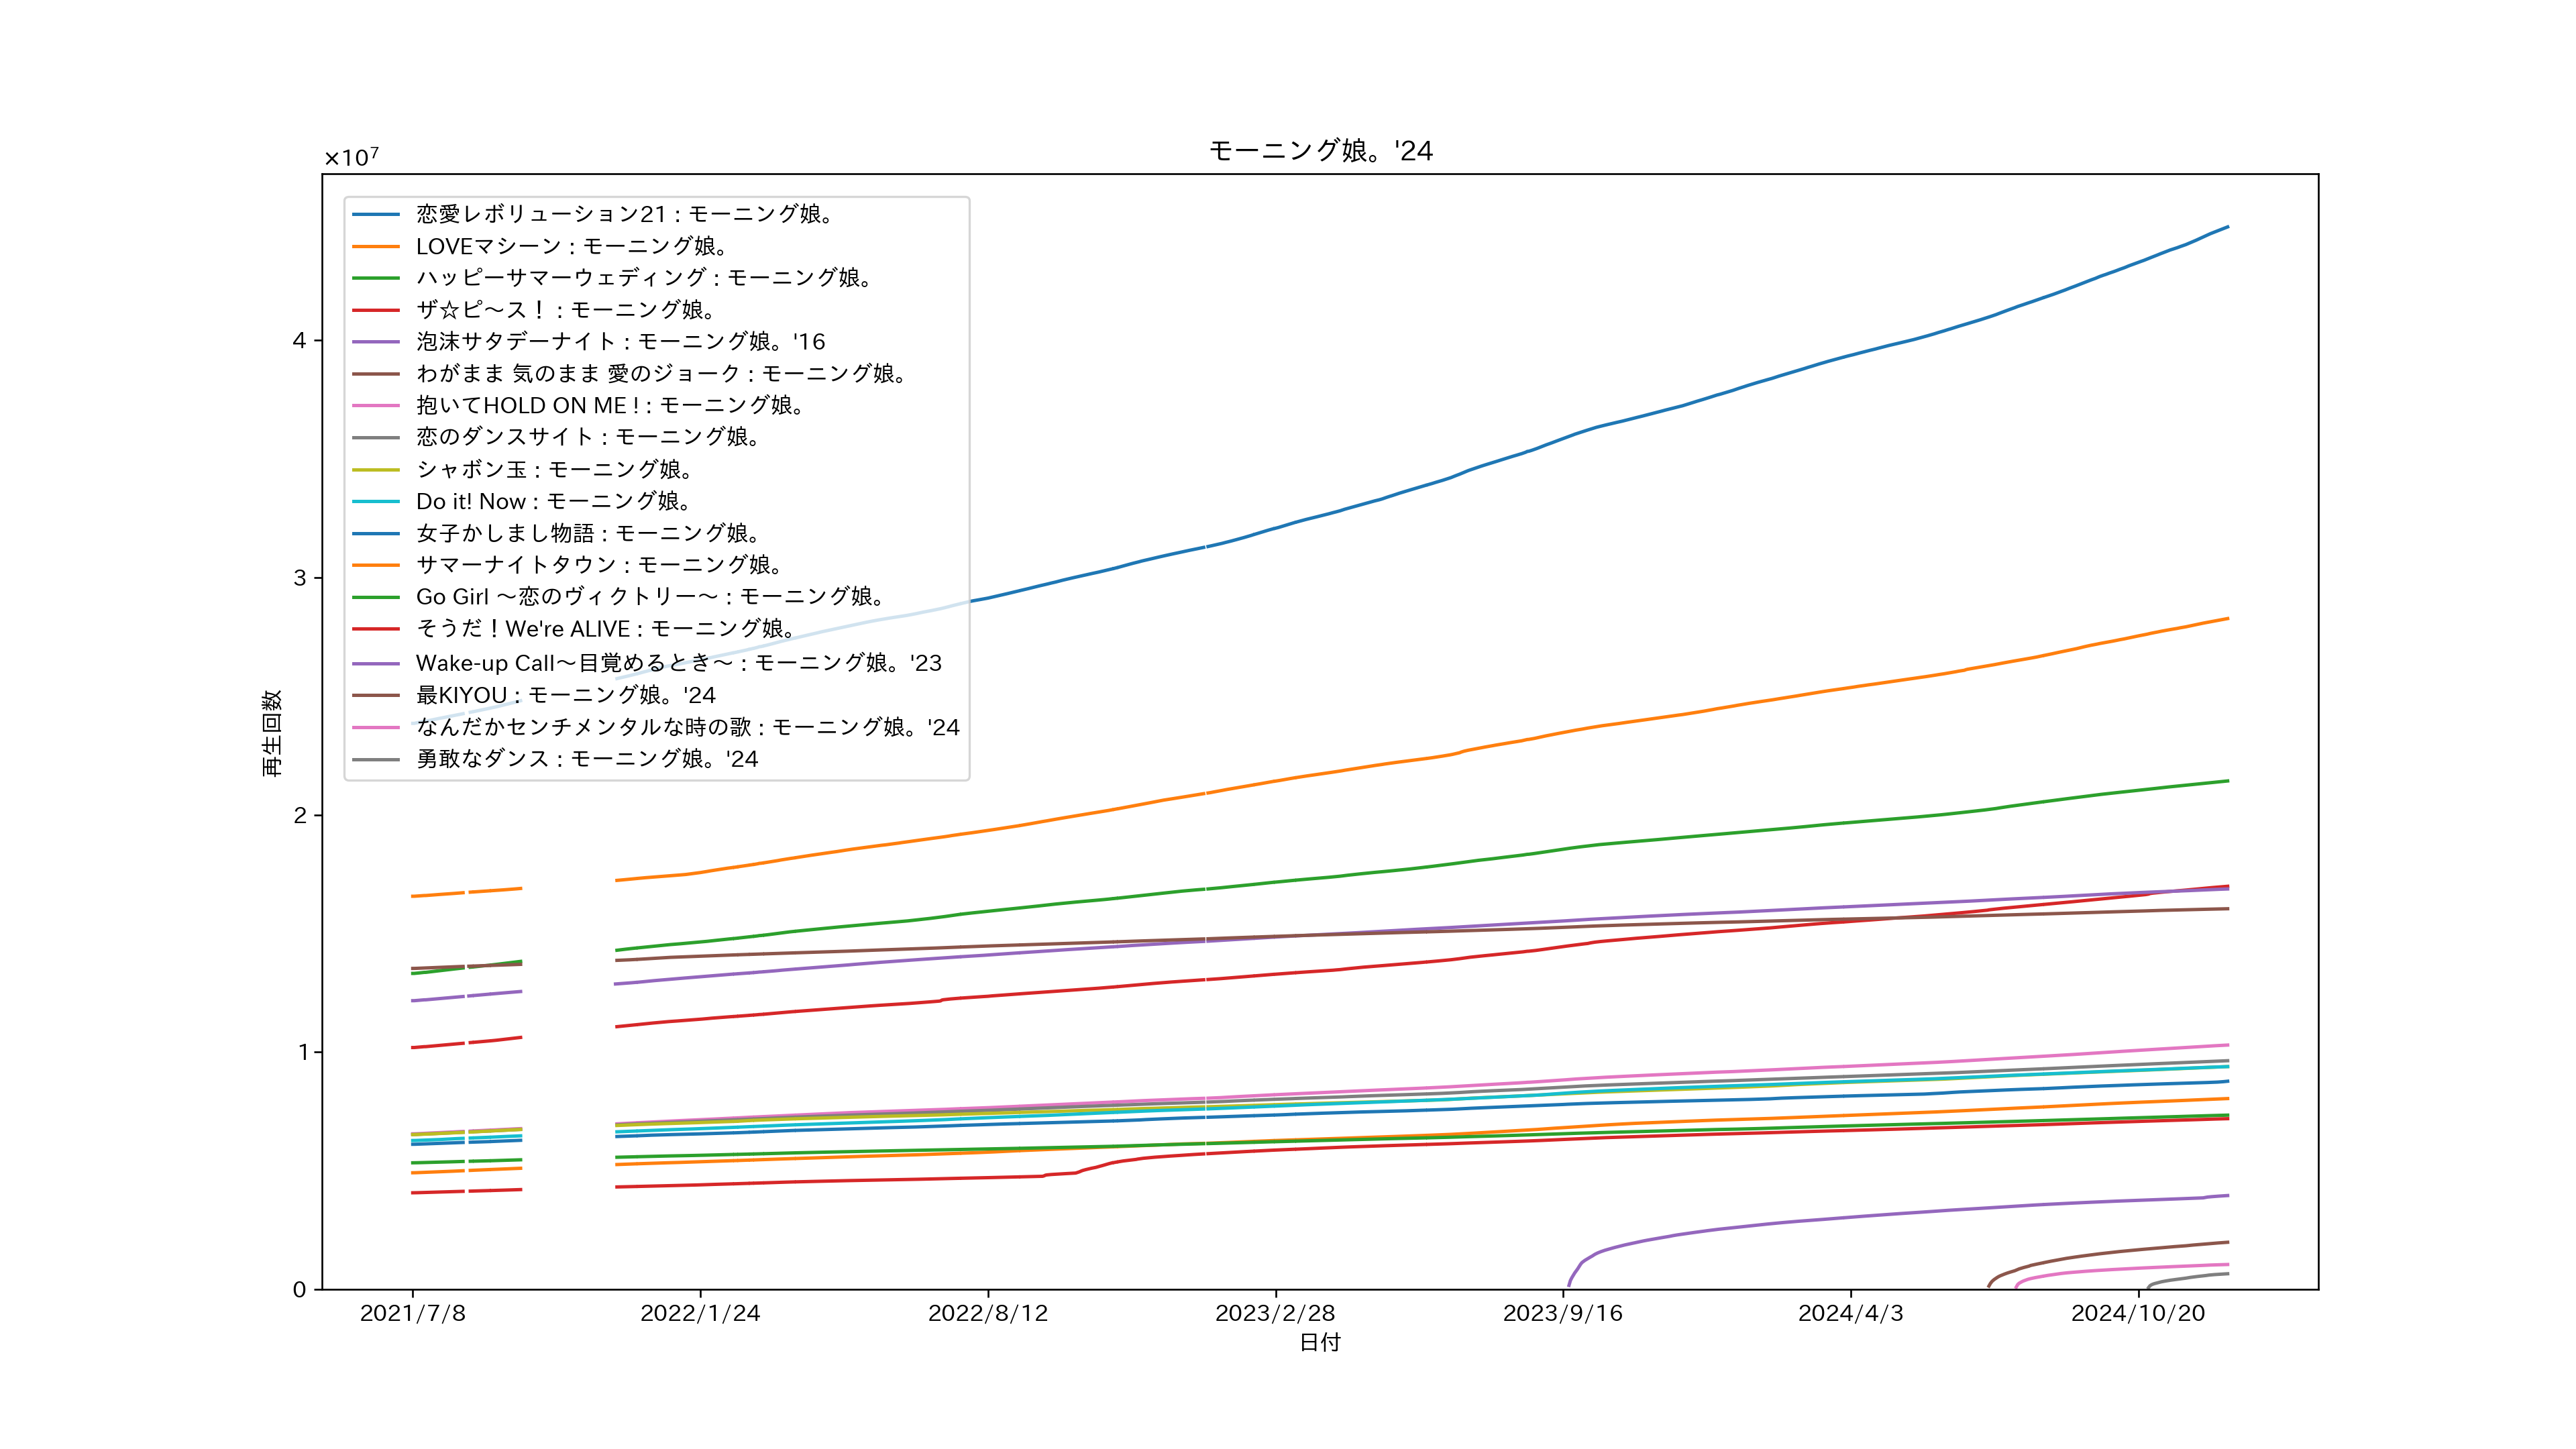 モーニング娘。'24
×10⁷
恋愛レボリューション21 : モーニング娘。
LOVEマシーン : モーニング娘。
ハッピーサマーウェディング : モーニング娘。
ザ☆ピ～ス！ : モーニング娘。
泡沫サタデーナイト : モーニング娘。'16
わがまま 気のまま 愛のジョーク : モーニング娘。
抱いてHOLD ON ME ! : モーニング娘。
恋のダンスサイト : モーニング娘。
シャボン玉 : モーニング娘。
Do it! Now : モーニング娘。
女子かしまし物語 : モーニング娘。
サマーナイトタウン : モーニング娘。
Go Girl ～恋のヴィクトリー～ : モーニング娘。
そうだ！We're ALIVE : モーニング娘。
Wake-up Call～目覚めるとき～ : モーニング娘。'23
最KIYOU : モーニング娘。'24
なんだかセンチメンタルな時の歌 : モーニング娘。'24
勇敢なダンス : モーニング娘。'24
再生回数
4
3
2
1
0
2021/7/8
2022/1/24
2022/8/12
2023/2/28
2023/9/16
2024/4/3
2024/10/20
日付